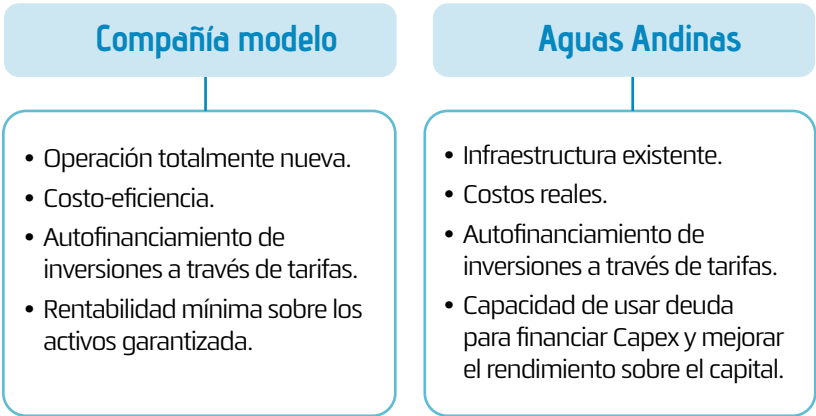 Compañía modelo
• Operación totalmente nueva.
• Costo-eficiencia.
• Autofinanciamiento de
inversiones a través de tarifas.
• Rentabilidad mínima sobre los
activos garantizada.
Aguas Andinas
• Infraestructura existente.
• Costos reales.
• Autofinanciamiento de
inversiones a través de tarifas.
• Capacidad de usar deuda
para financiar Capex y mejorar
el rendimiento sobre el capital.